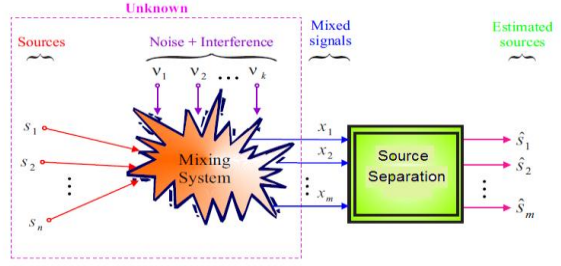 Unknown
Sources
Noise + Interference
Mixed
signals
Estimated
sources
ν₁ ν₂ ... νₖ
s₁
s₂
⋮
sₙ
Mixing
System
x₁
x₂
⋮
xₘ
Source
Separation
ŝ₁
ŝ₂
⋮
ŝₘ